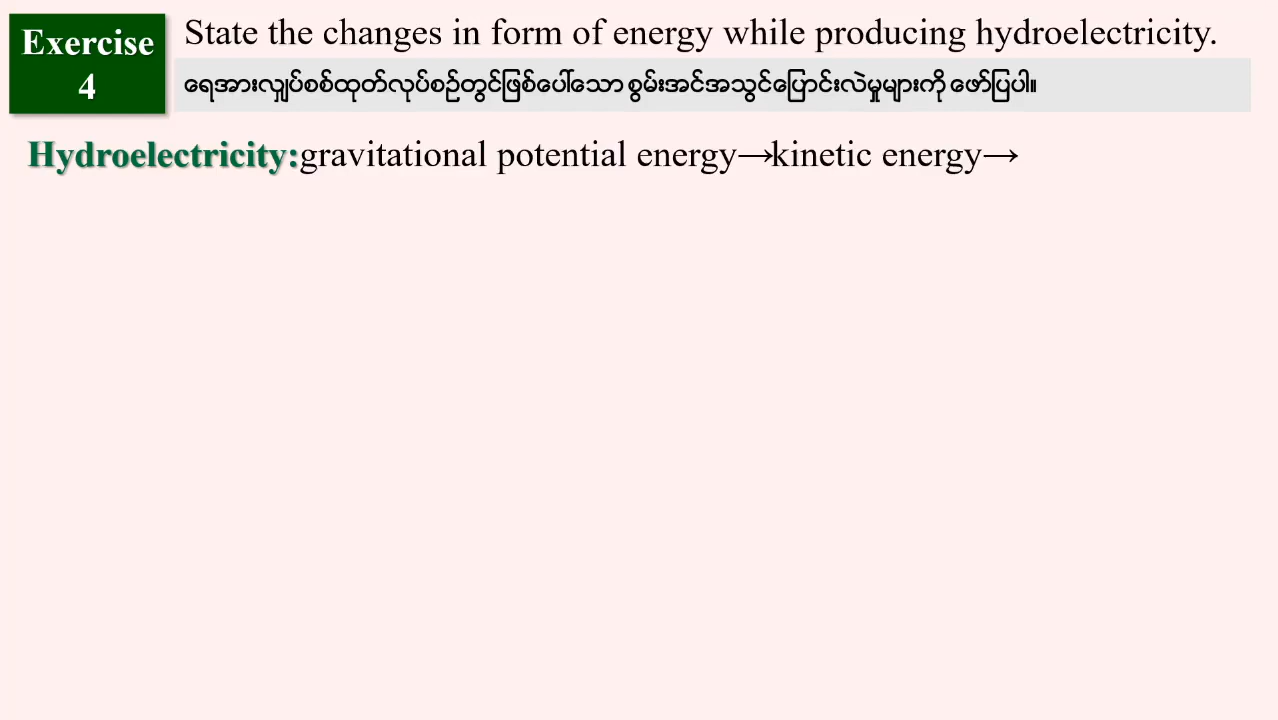 Exercise
4
State the changes in form of energy while producing hydroelectricity.
ရေအားလျှပ်စစ်ထုတ်လုပ်စဉ်တွင်ဖြစ်ပေါ်သော စွမ်းအင်အသွင်ပြောင်းလဲမှုများကို ဖော်ပြပါ။
Hydroelectricity:gravitational potential energy→kinetic energy→